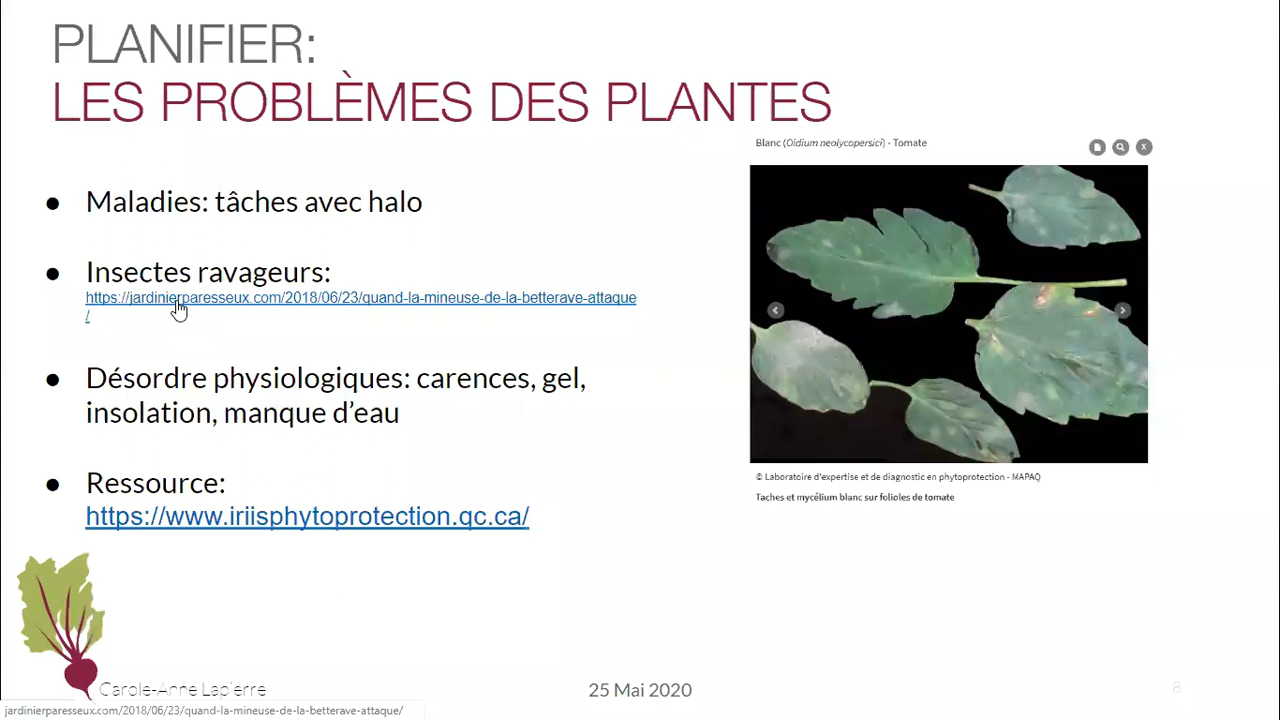 PLANIFIER:
LES PROBLÈMES DES PLANTES
Blanc (Oidium neolycopersici) - Tomate
● Maladies: tâches avec halo
● Insectes ravageurs:
https://jardinierparesseux.com/2018/06/23/quand-la-mineuse-de-la-betterave-attaque
/
● Désordre physiologiques: carences, gel,
insolation, manque d'eau
● Ressource:
https://www.iriisphytoprotection.qc.ca/
© Laboratoire d'expertise et de diagnostic en phytoprotection - MAPAQ
Taches et mycélium blanc sur folioles de tomate
Carole-Anne Lapierre
25 Mai 2020
8
jardinierparesseux.com/2018/06/23/quand-la-mineuse-de-la-betterave-attaque/